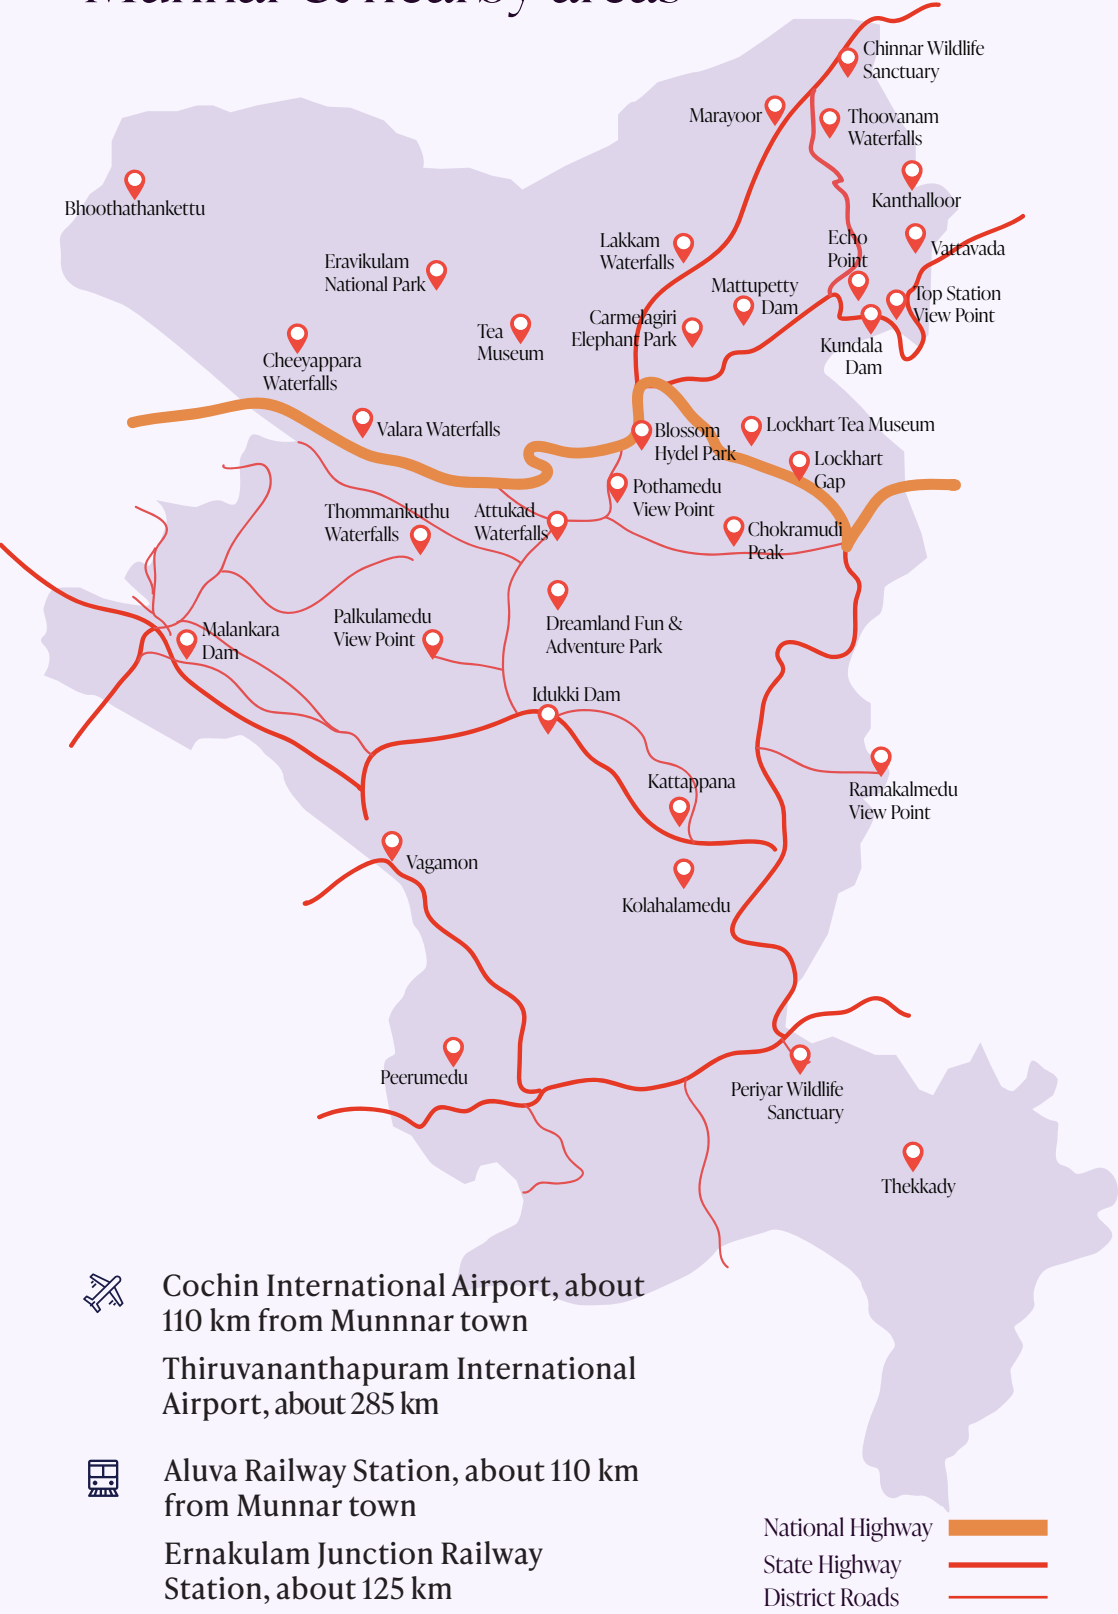 Munnar & nearby areas
Chinnar Wildlife
Sanctuary
Marayoor
Thoovanam
Waterfalls
Bhoothathankettu
Kanthalloor
Lakkam
Waterfalls
Echo
Point
Vattavada
Eravikulam
National Park
Mattupetty
Dam
Top Station
View Point
Carmelagiri
Elephant Park
Tea
Museum
Kundala
Dam
Cheeyappara
Waterfalls
Valara Waterfalls
Blossom
Hydel Park
Lockhart Tea Museum
Lockhart
Gap
Pothamedu
View Point
Thommankuthu
Waterfalls
Attukad
Waterfalls
Chokramudi
Peak
Malankara
Dam
Palkulamedu
View Point
Dreamland Fun &
Adventure Park
Idukki Dam
Kattappana
Ramakalmedu
View Point
Vagamon
Kolahalamedu
Peerumedu
Periyar Wildlife
Sanctuary
Thekkady
Cochin International Airport, about
110 km from Munnnar town
Thiruvananthapuram International
Airport, about 285 km
Aluva Railway Station, about 110 km
from Munnar town
Ernakulam Junction Railway
Station, about 125 km
National Highway
State Highway
District Roads